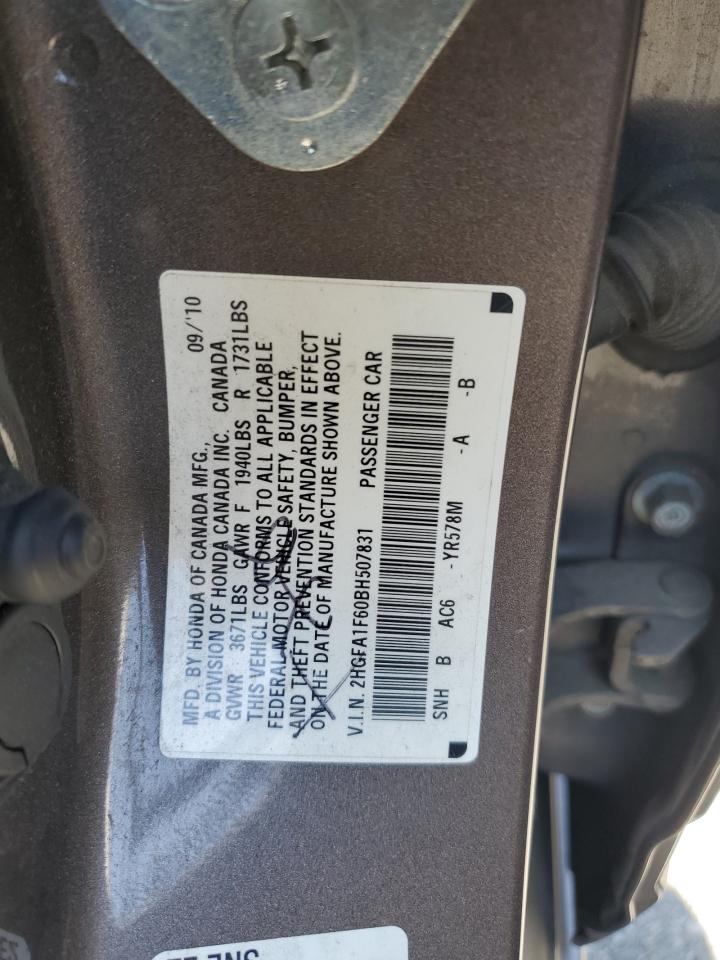 MFD. BY HONDA OF CANADA MFG., 09/'10
A DIVISION OF HONDA CANADA INC. CANADA
GVWR 3671LBS GAWR F 1940LBS R 1731LBS
THIS VEHICLE CONFORMS TO ALL APPLICABLE
FEDERAL MOTOR VEHICLE SAFETY, BUMPER,
AND THEFT PREVENTION STANDARDS IN EFFECT
ON THE DATE OF MANUFACTURE SHOWN ABOVE.
V.I.N. 2HGFA1F60BH507831 PASSENGER CAR
SNH B AC6 -YR578M -A -B